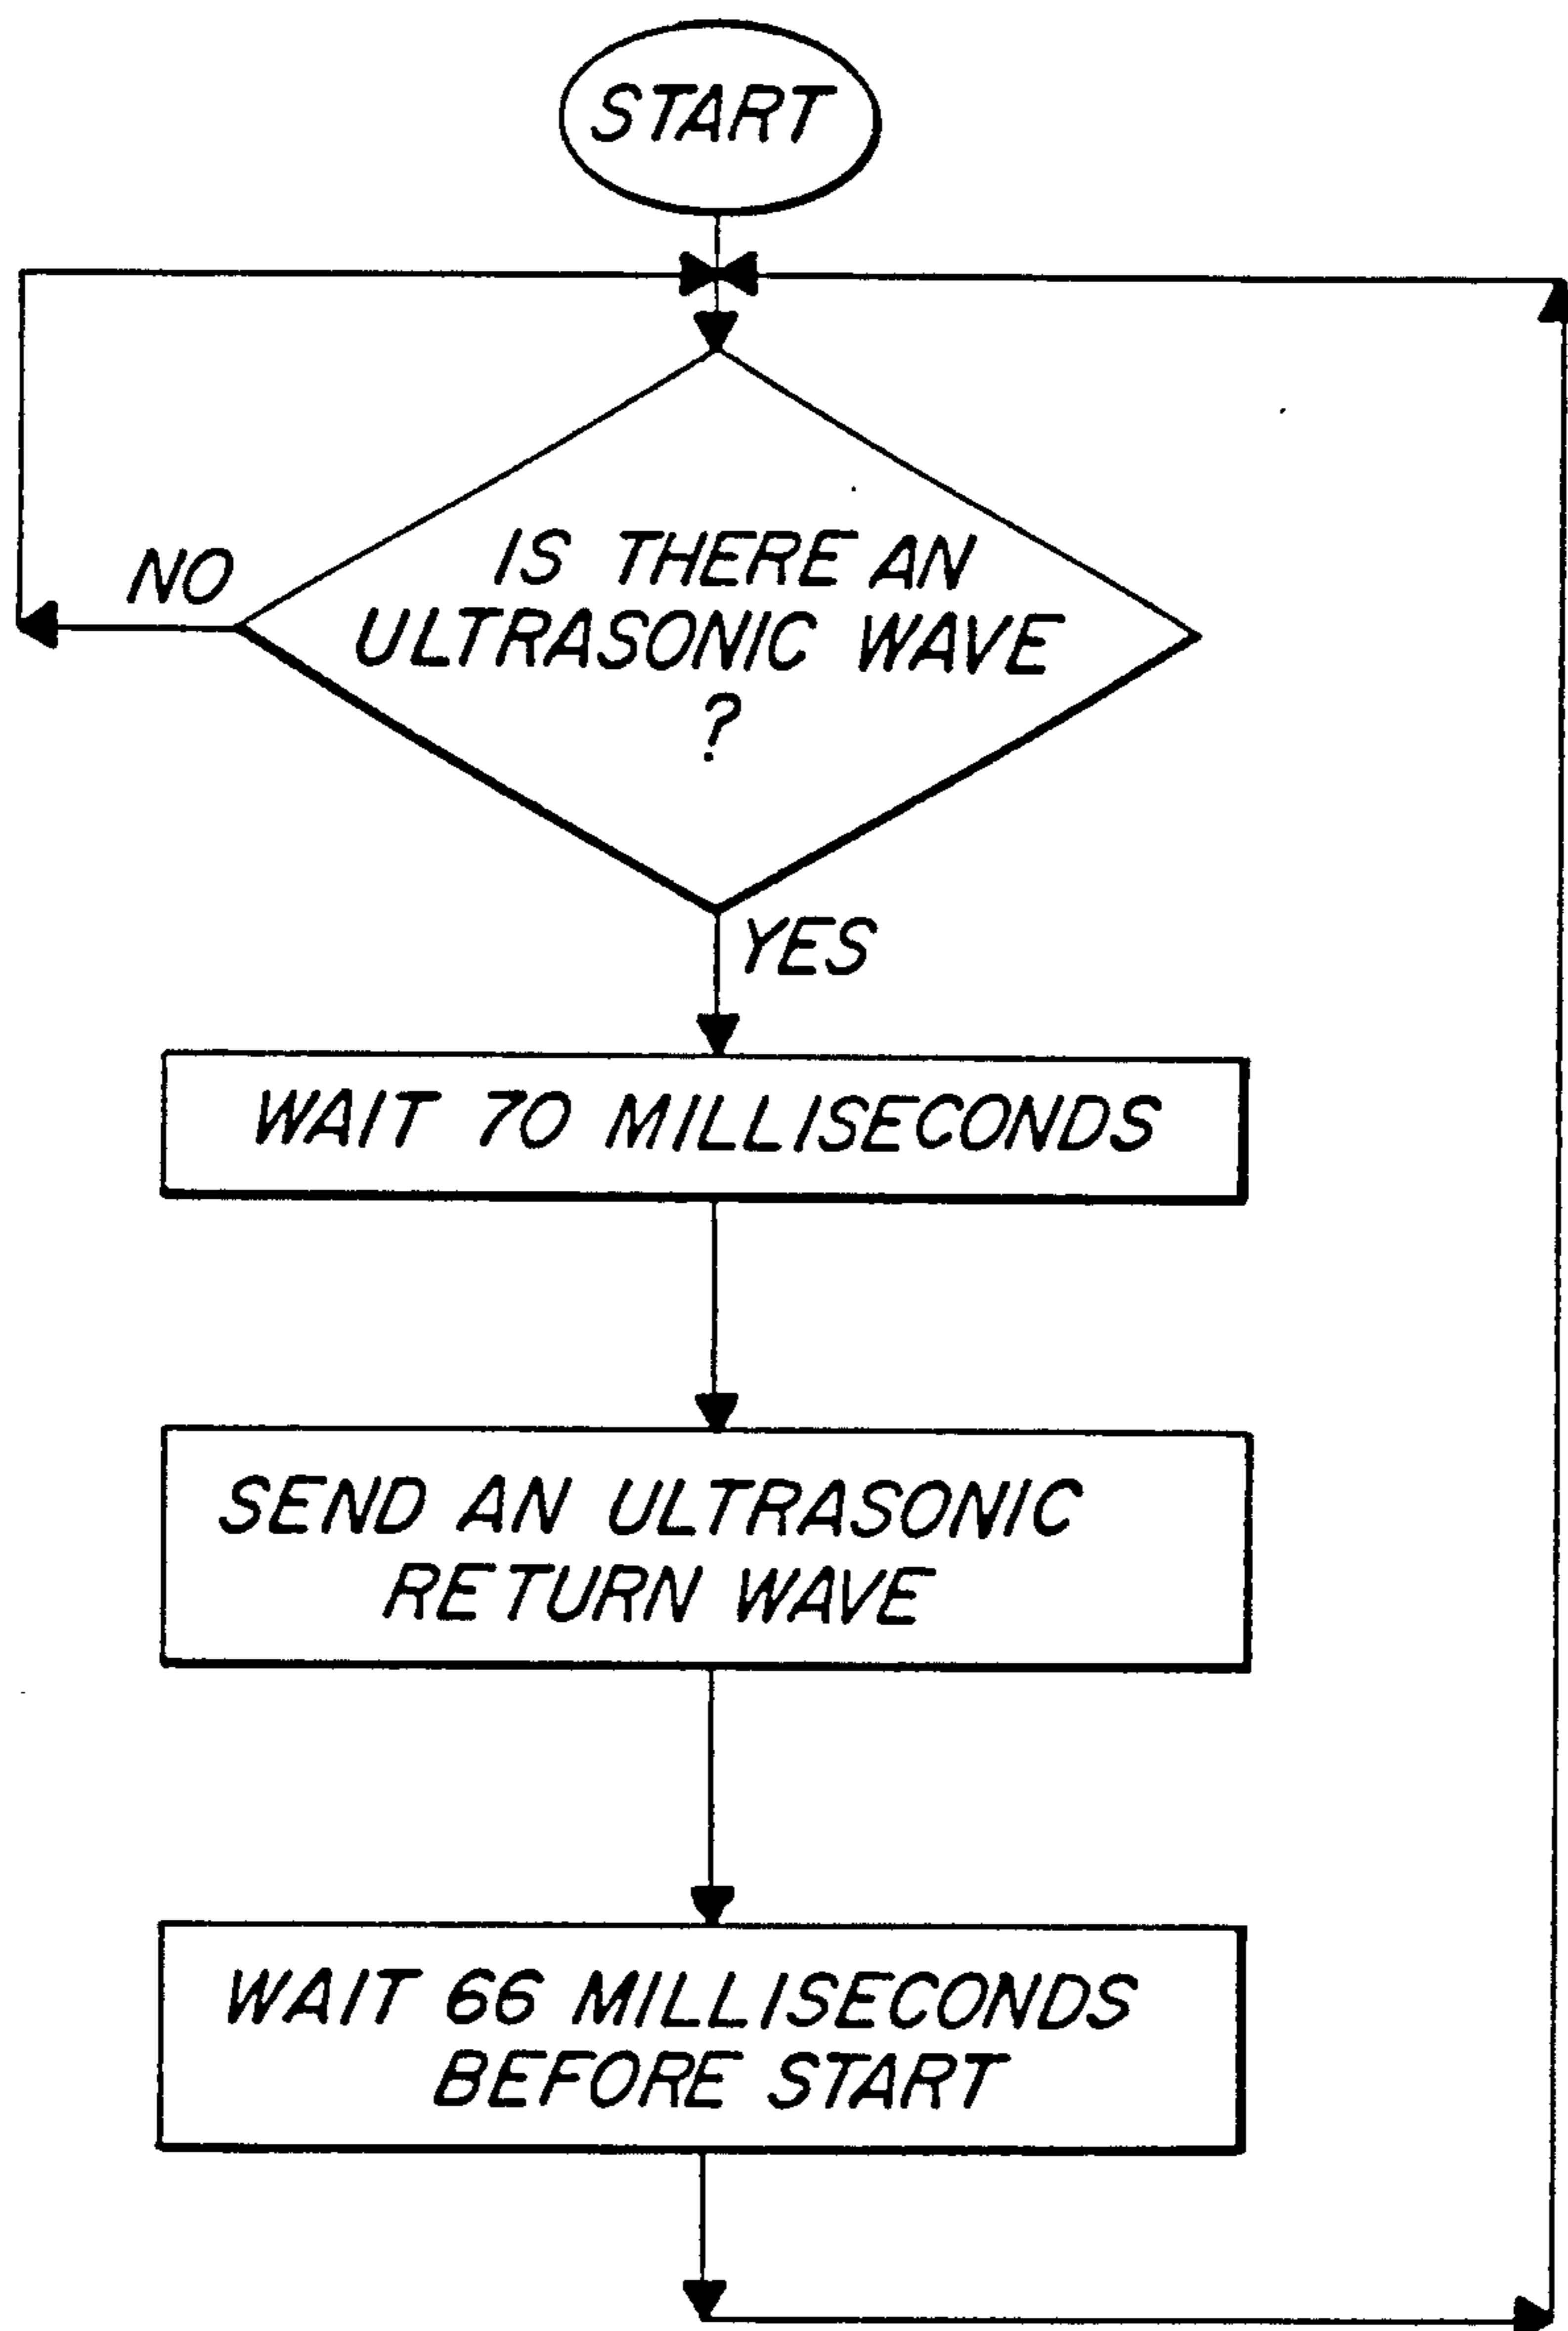 START
NO
IS THERE AN
ULTRASONIC WAVE
?
YES
WAIT 70 MILLISECONDS
SEND AN ULTRASONIC
RETURN WAVE
WAIT 66 MILLISECONDS
BEFORE START